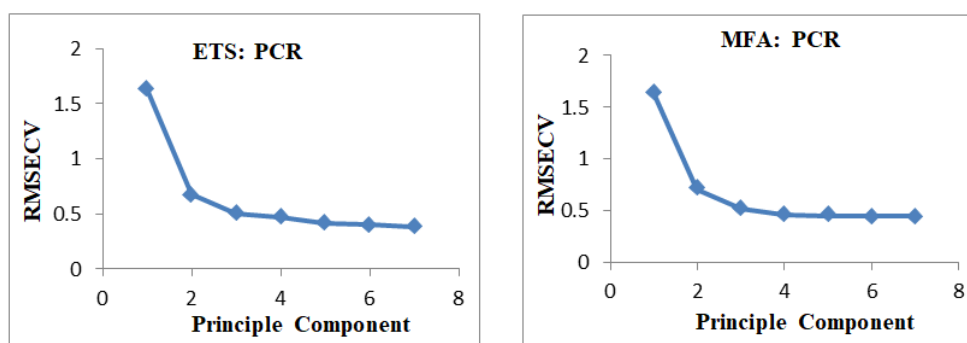 ETS: PCR
2
1.5
1
0.5
0
0 2 4 6 8
RMSECV
Principle Component
MFA: PCR
2
1.5
1
0.5
0
0 2 4 6 8
RMSECV
Principle Component